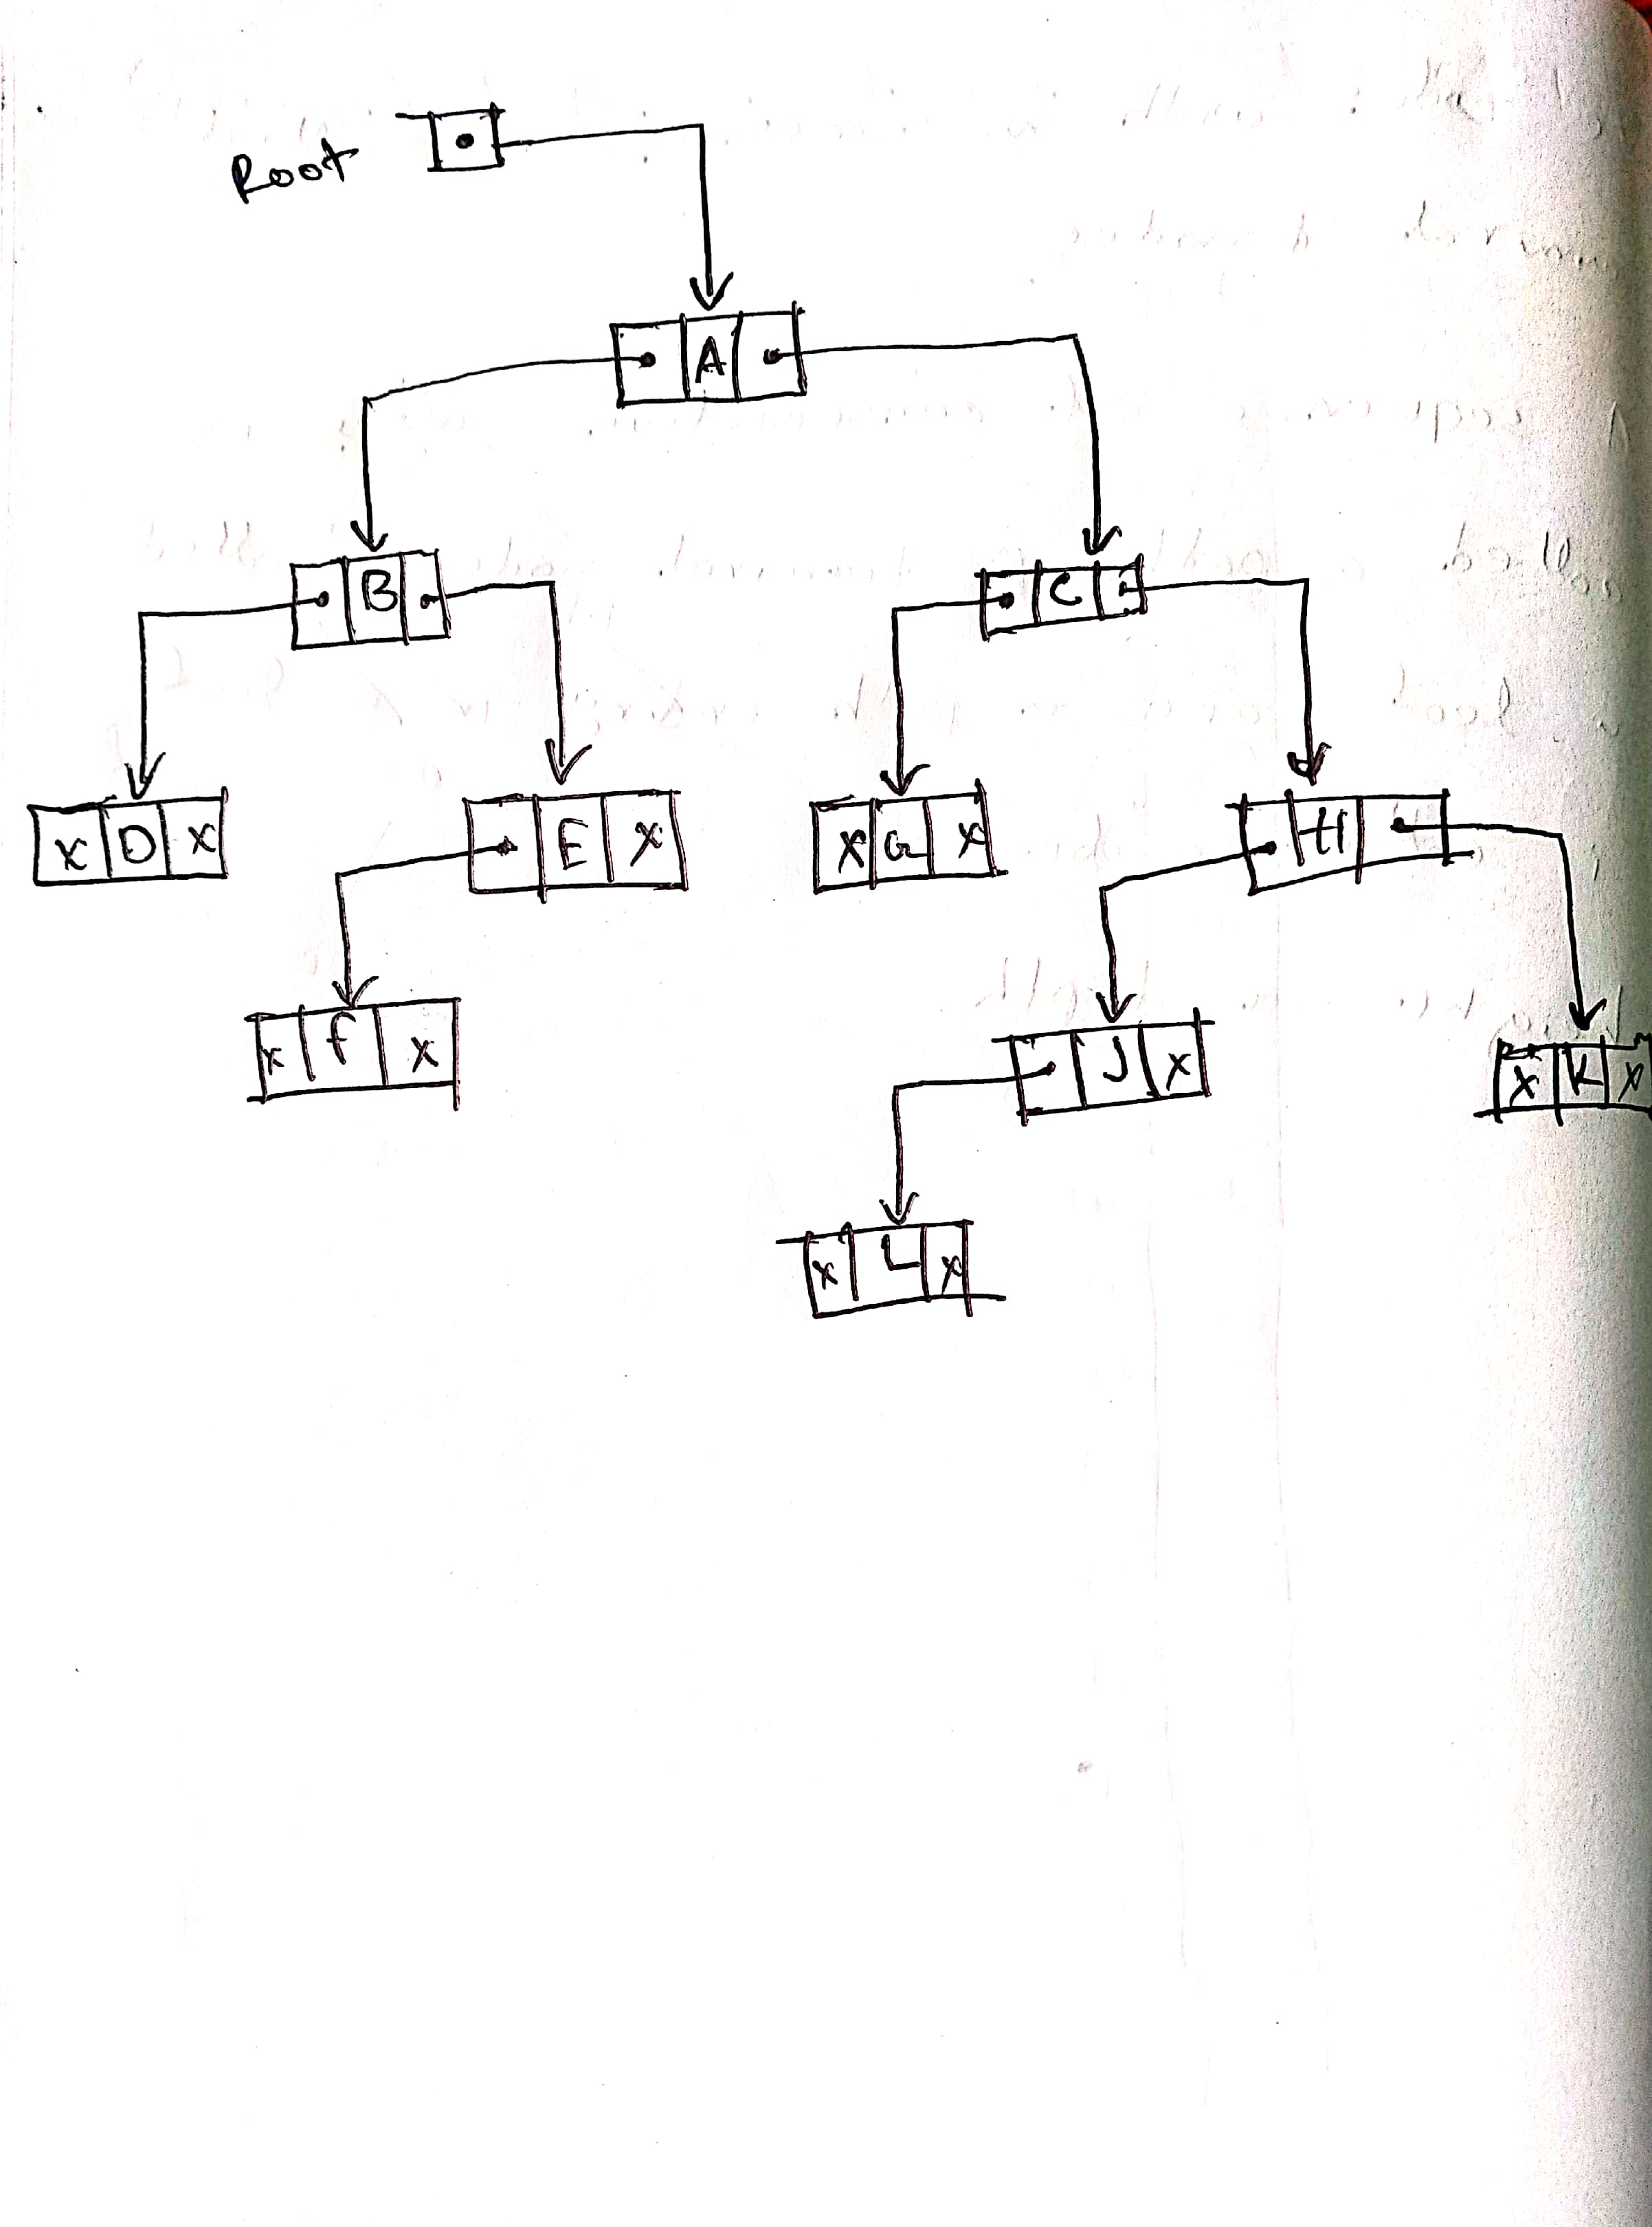 Root
A
B C
x D x E x x G x H
x F x J x x K x
x L x